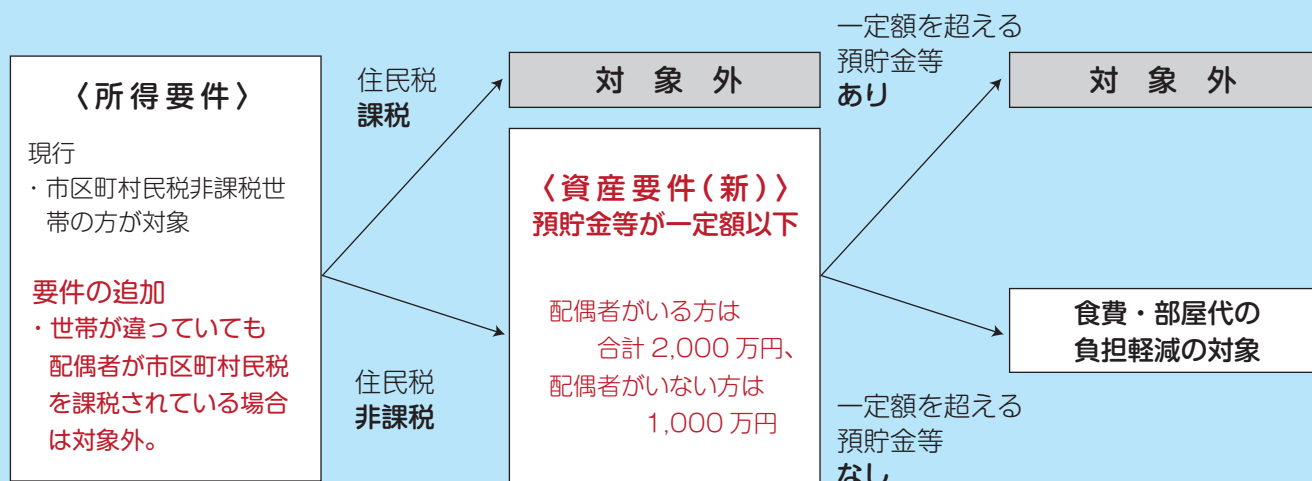 〈所得要件〉
現行
・市区町村民税非課税世
帯の方が対象
要件の追加
・世帯が違っていても
配偶者が市区町村民税
を課税されている場合
は対象外。
住民税
課税
住民税
非課税
対象外
〈資産要件(新)〉
預貯金等が一定額以下
配偶者がいる方は
合計 2,000 万円、
配偶者がいない方は
1,000 万円
一定額を超える
預貯金等
あり
一定額を超える
預貯金等
なし
対象外
食費・部屋代の
負担軽減の対象